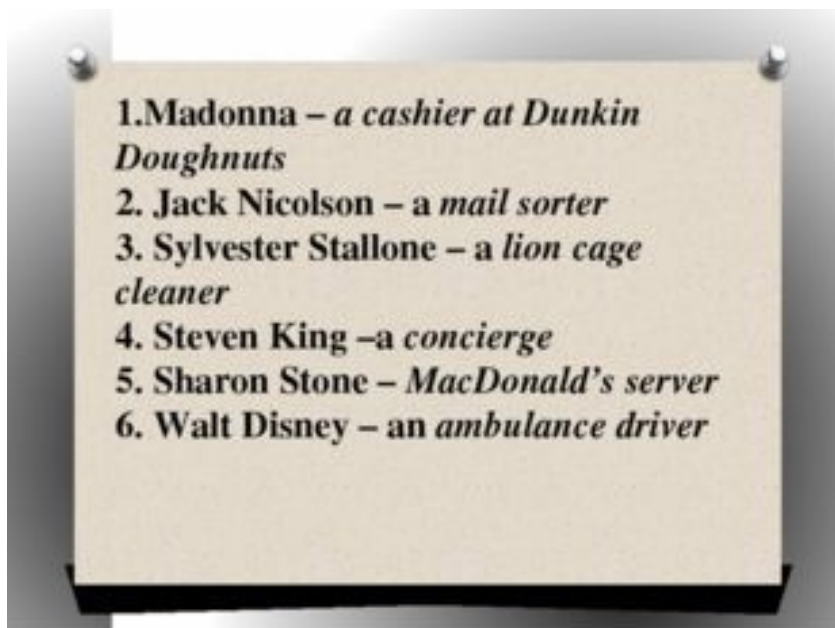 1.Madonna – a cashier at Dunkin
Doughnuts
2. Jack Nicolson – a mail sorter
3. Sylvester Stallone – a lion cage
cleaner
4. Steven King –a concierge
5. Sharon Stone – MacDonald’s server
6. Walt Disney – an ambulance driver